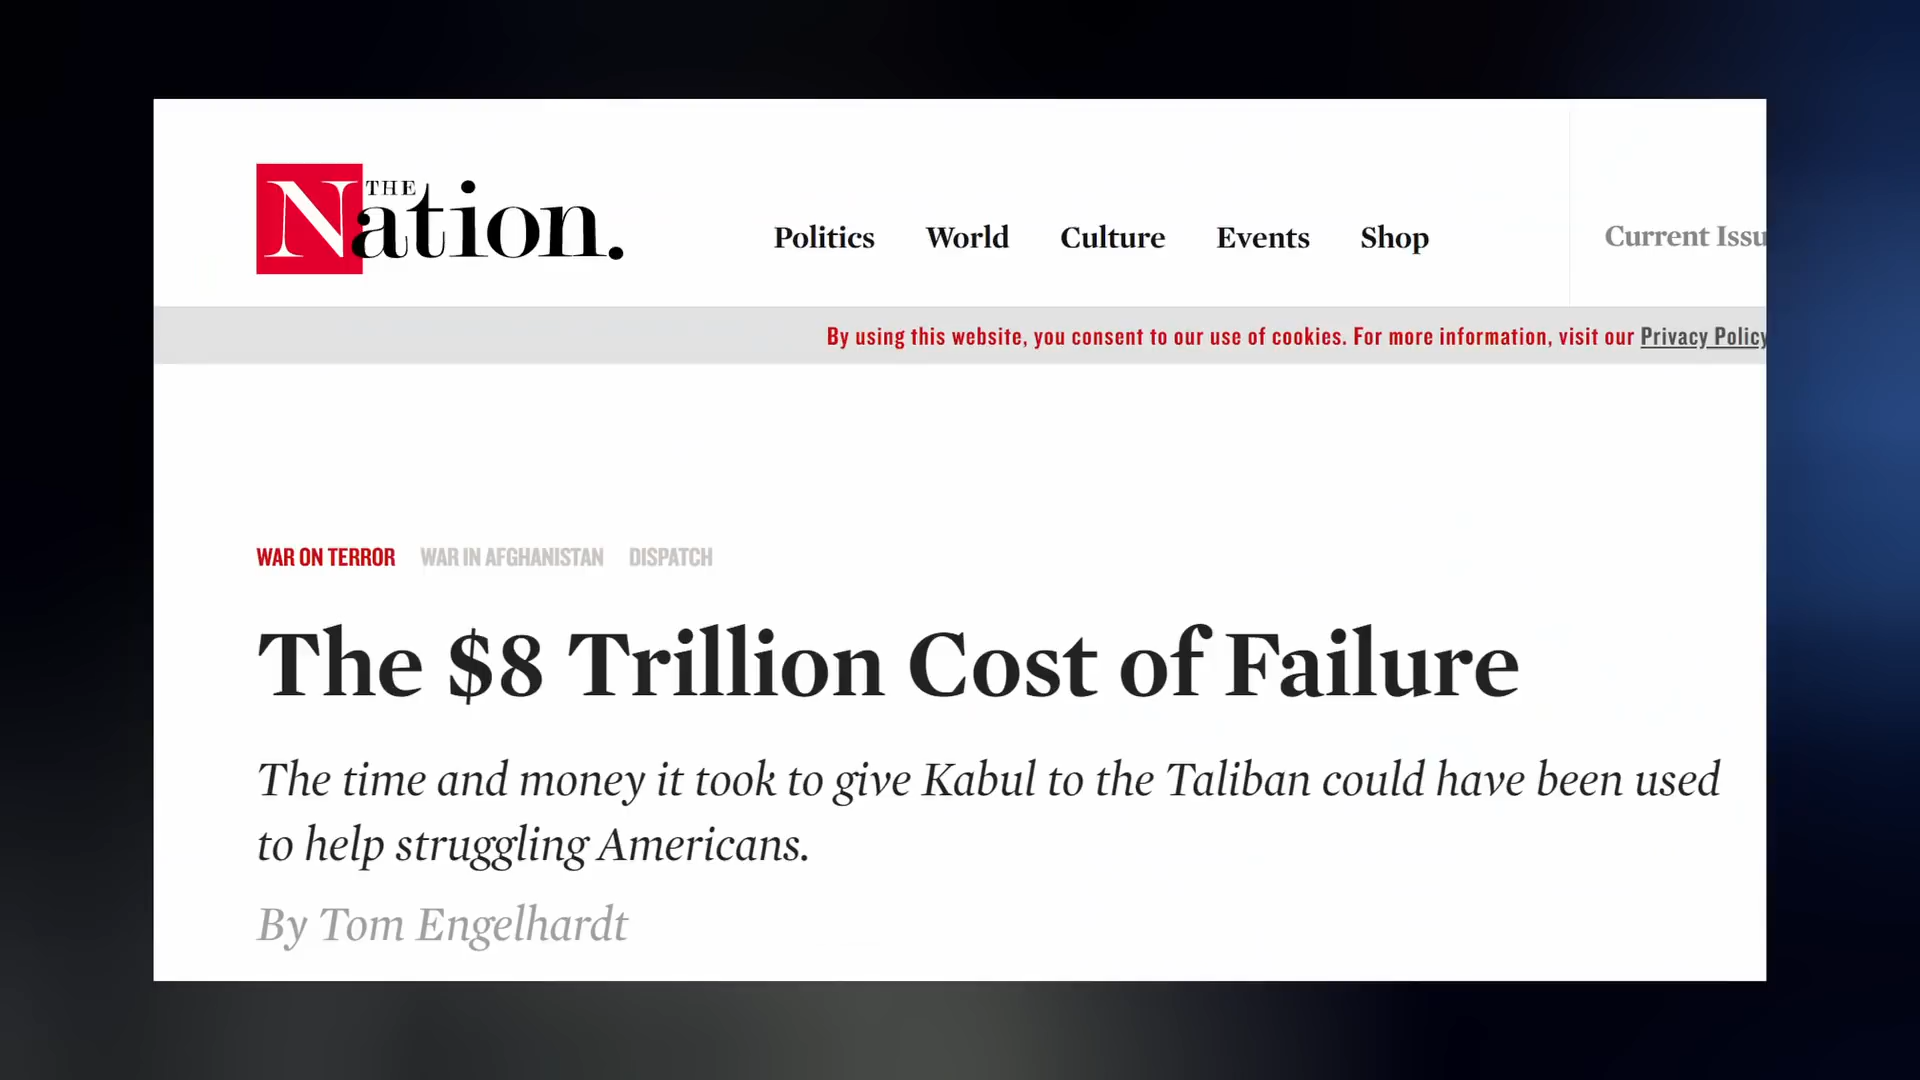 THE
Nation.
Politics World Culture Events Shop
Current Issu
By using this website, you consent to our use of cookies. For more information, visit our Privacy Policy
WAR ON TERROR WAR IN AFGHANISTAN DISPATCH
The $8 Trillion Cost of Failure
The time and money it took to give Kabul to the Taliban could have been used
to help struggling Americans.
By Tom Engelhardt